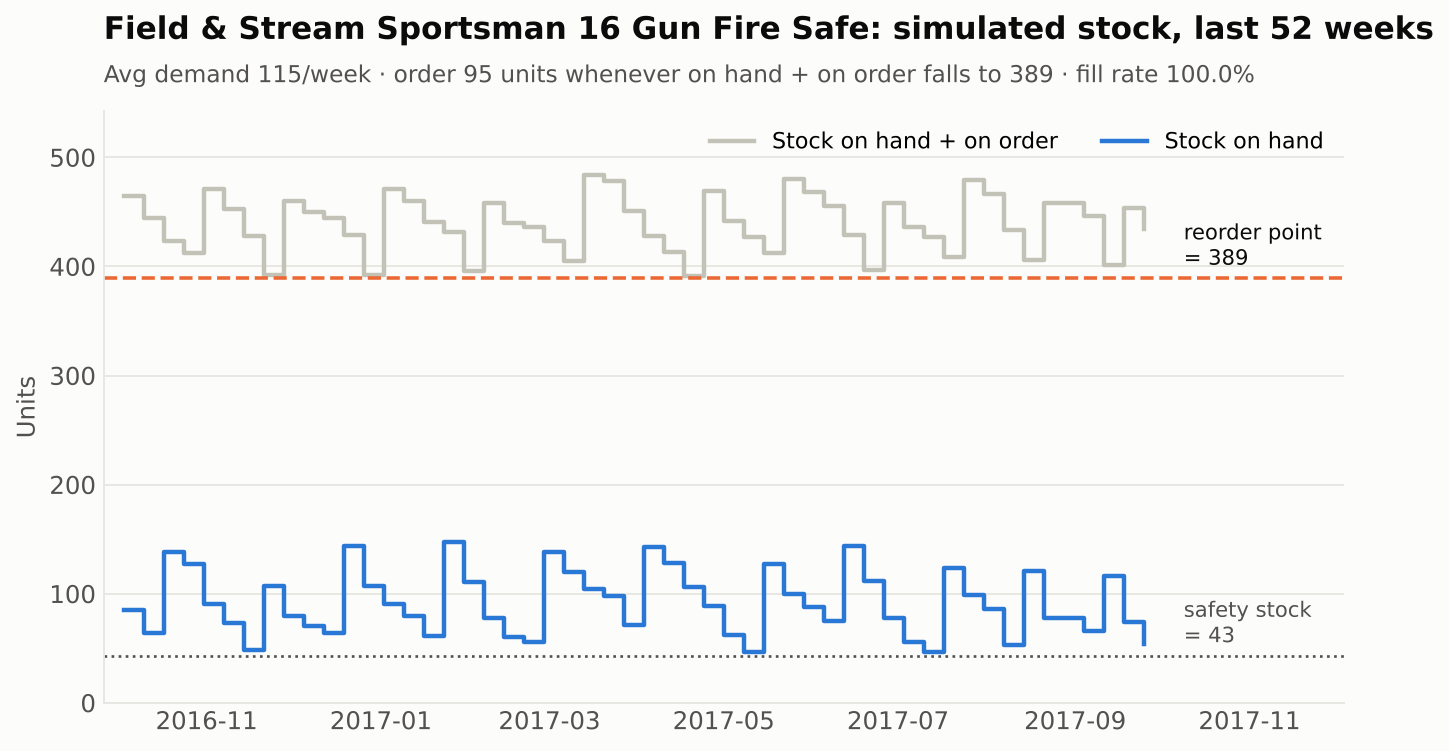 Field & Stream Sportsman 16 Gun Fire Safe: simulated stock, last 52 weeks
Avg demand 115/week · order 95 units whenever on hand + on order falls to 389 · fill rate 100.0%
Stock on hand + on order
Stock on hand
500
400
300
200
100
0
Units
reorder point
= 389
safety stock
= 43
2016-11
2017-01
2017-03
2017-05
2017-07
2017-09
2017-11